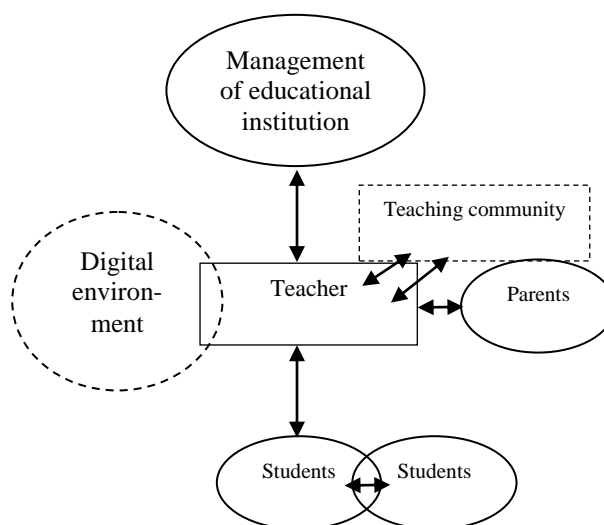 Management
of educational
institution
Teaching community
Digital
environ-
ment
Teacher
Parents
Students
Students